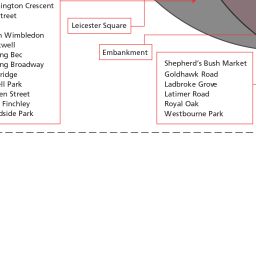 ington Crescent
treet
Leicester Square
n Wimbledon
well
Embankment
ng Bec
ng Broadway
ridge
ll Park
en Street
Finchley
dside Park
Shepherd's Bush Market
Goldhawk Road
Ladbroke Grove
Latimer Road
Royal Oak
Westbourne Park